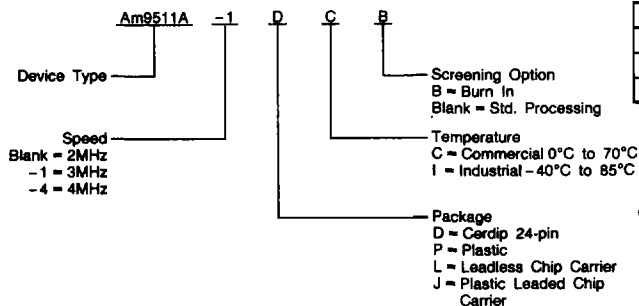 Am9511A -1 D C B
Device Type
Screening Option
B = Burn In
Blank = Std. Processing
Speed
Blank = 2MHz
-1 = 3MHz
-4 = 4MHz
Temperature
C = Commercial 0°C to 70°C
I = Industrial -40°C to 85°C
Package
D = Cerdip 24-pin
P = Plastic
L = Leadless Chip Carrier
J = Plastic Leaded Chip
Carrier